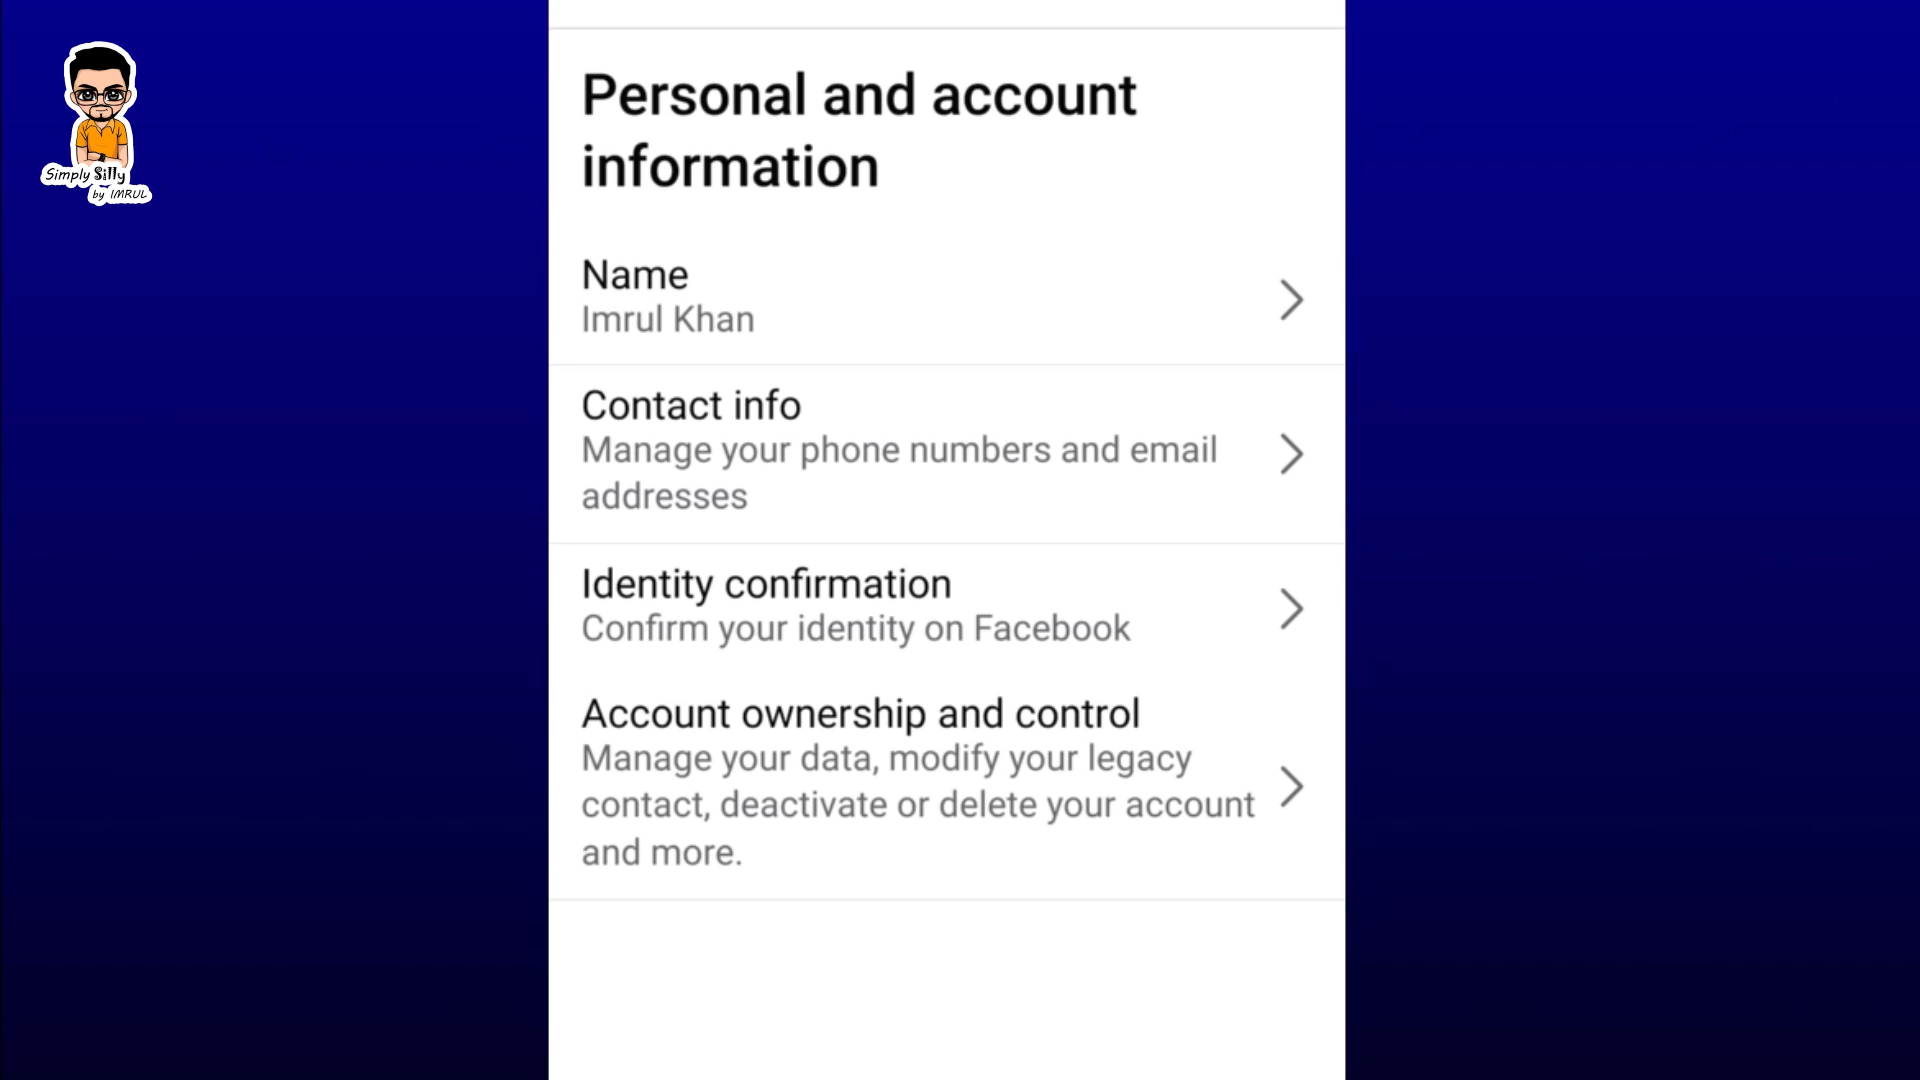 Simply Silly
by IMRUL
Personal and account
information
Name
Imrul Khan
Contact info
Manage your phone numbers and email
addresses
Identity confirmation
Confirm your identity on Facebook
Account ownership and control
Manage your data, modify your legacy
contact, deactivate or delete your account
and more.